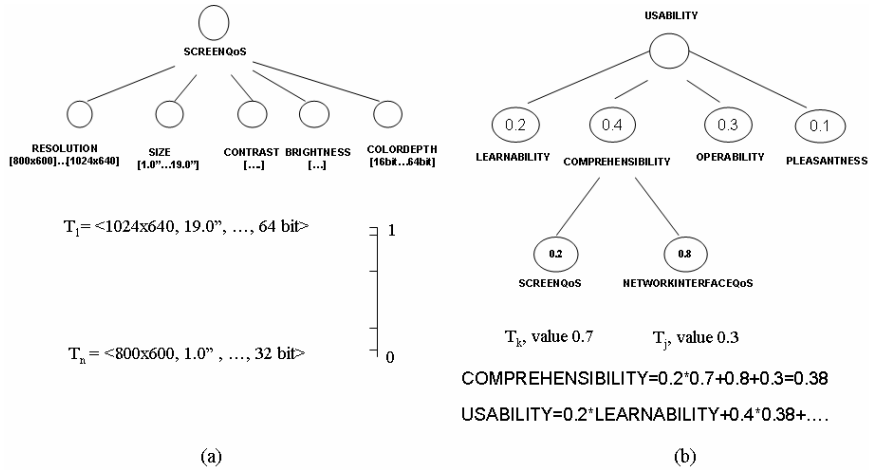 SCREENQoS
RESOLUTION
[800x600]...[1024x640]
SIZE
[1.0"...19.0"]
CONTRAST
[....]
BRIGHTNESS
[...]
COLORDEPTH
[16bit...64bit]
T1= <1024x640, 19.0", ..., 64 bit>
1
Tn = <800x600, 1.0" , ..., 32 bit>
0
(a)
USABILITY
0.2
0.4
0.3
0.1
LEARNABILITY
COMPREHENSIBILITY
OPERABILITY
PLEASANTNESS
0.2
0.8
SCREENQoS
NETWORKINTERFACEQoS
Tk, value 0.7
Tj, value 0.3
COMPREHENSIBILITY=0.2*0.7+0.8+0.3=0.38
USABILITY=0.2*LEARNABILITY+0.4*0.38+....
(b)